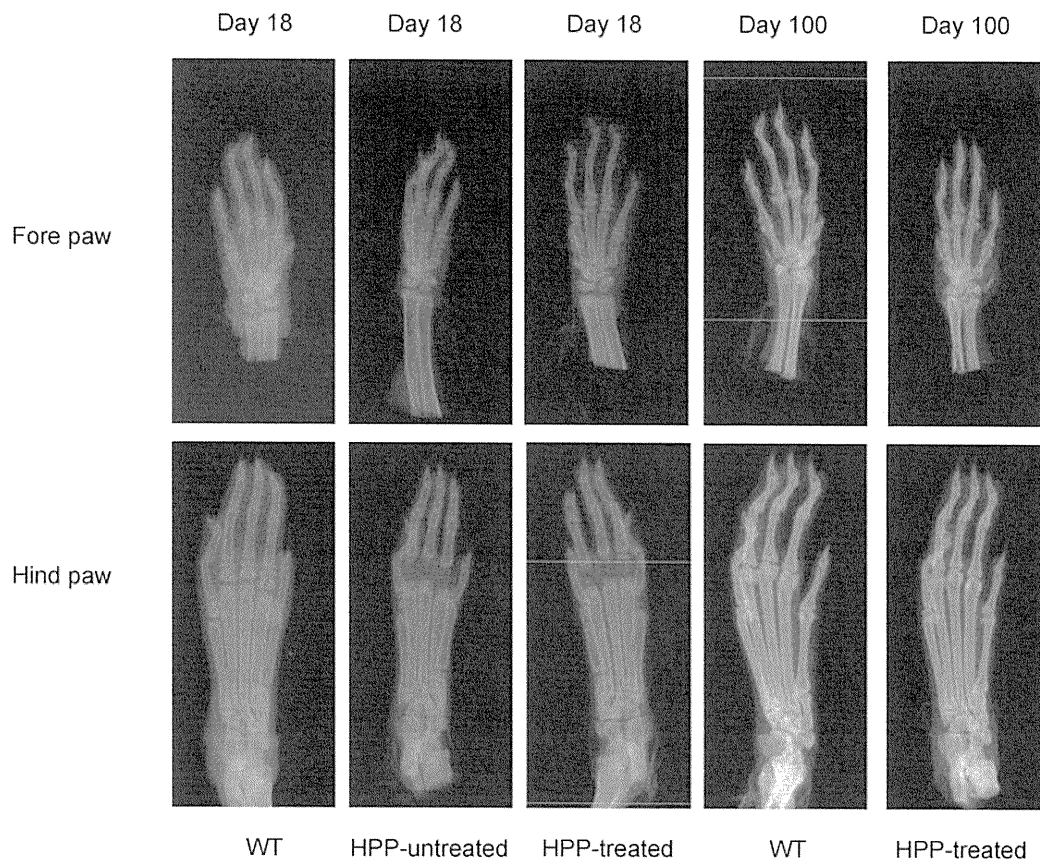 Day 18 Day 18 Day 18 Day 100 Day 100
Fore paw
Hind paw
WT HPP-untreated HPP-treated WT HPP-treated